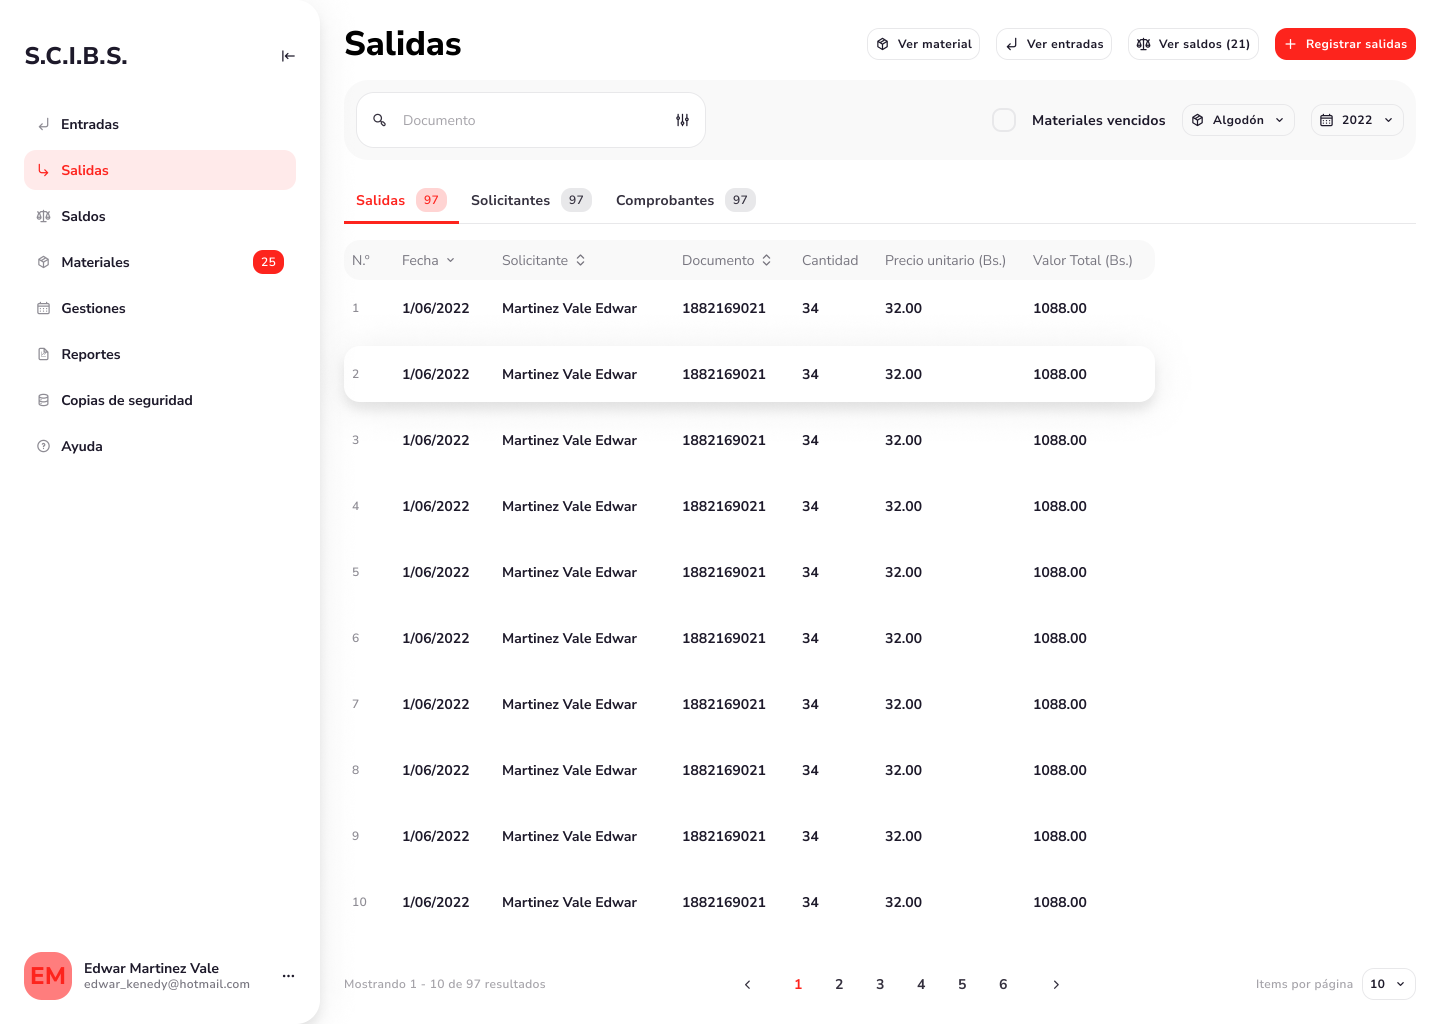 S.C.I.B.S.
Entradas
Salidas
Saldos
Materiales 25
Gestiones
Reportes
Copias de seguridad
Ayuda
EM
Edwar Martinez Vale
edwar_kenedy@hotmail.com
Salidas
Ver material
Ver entradas
Ver saldos (21)
Registrar salidas
Documento
Materiales vencidos
Algodón
2022
Salidas 97
Solicitantes 97
Comprobantes 97
N.º Fecha Solicitante Documento Cantidad Precio unitario (Bs.) Valor Total (Bs.)
1 1/06/2022 Martinez Vale Edwar 1882169021 34 32.00 1088.00
2 1/06/2022 Martinez Vale Edwar 1882169021 34 32.00 1088.00
3 1/06/2022 Martinez Vale Edwar 1882169021 34 32.00 1088.00
4 1/06/2022 Martinez Vale Edwar 1882169021 34 32.00 1088.00
5 1/06/2022 Martinez Vale Edwar 1882169021 34 32.00 1088.00
6 1/06/2022 Martinez Vale Edwar 1882169021 34 32.00 1088.00
7 1/06/2022 Martinez Vale Edwar 1882169021 34 32.00 1088.00
8 1/06/2022 Martinez Vale Edwar 1882169021 34 32.00 1088.00
9 1/06/2022 Martinez Vale Edwar 1882169021 34 32.00 1088.00
10 1/06/2022 Martinez Vale Edwar 1882169021 34 32.00 1088.00
Mostrando 1 - 10 de 97 resultados
1 2 3 4 5 6
Items por página 10